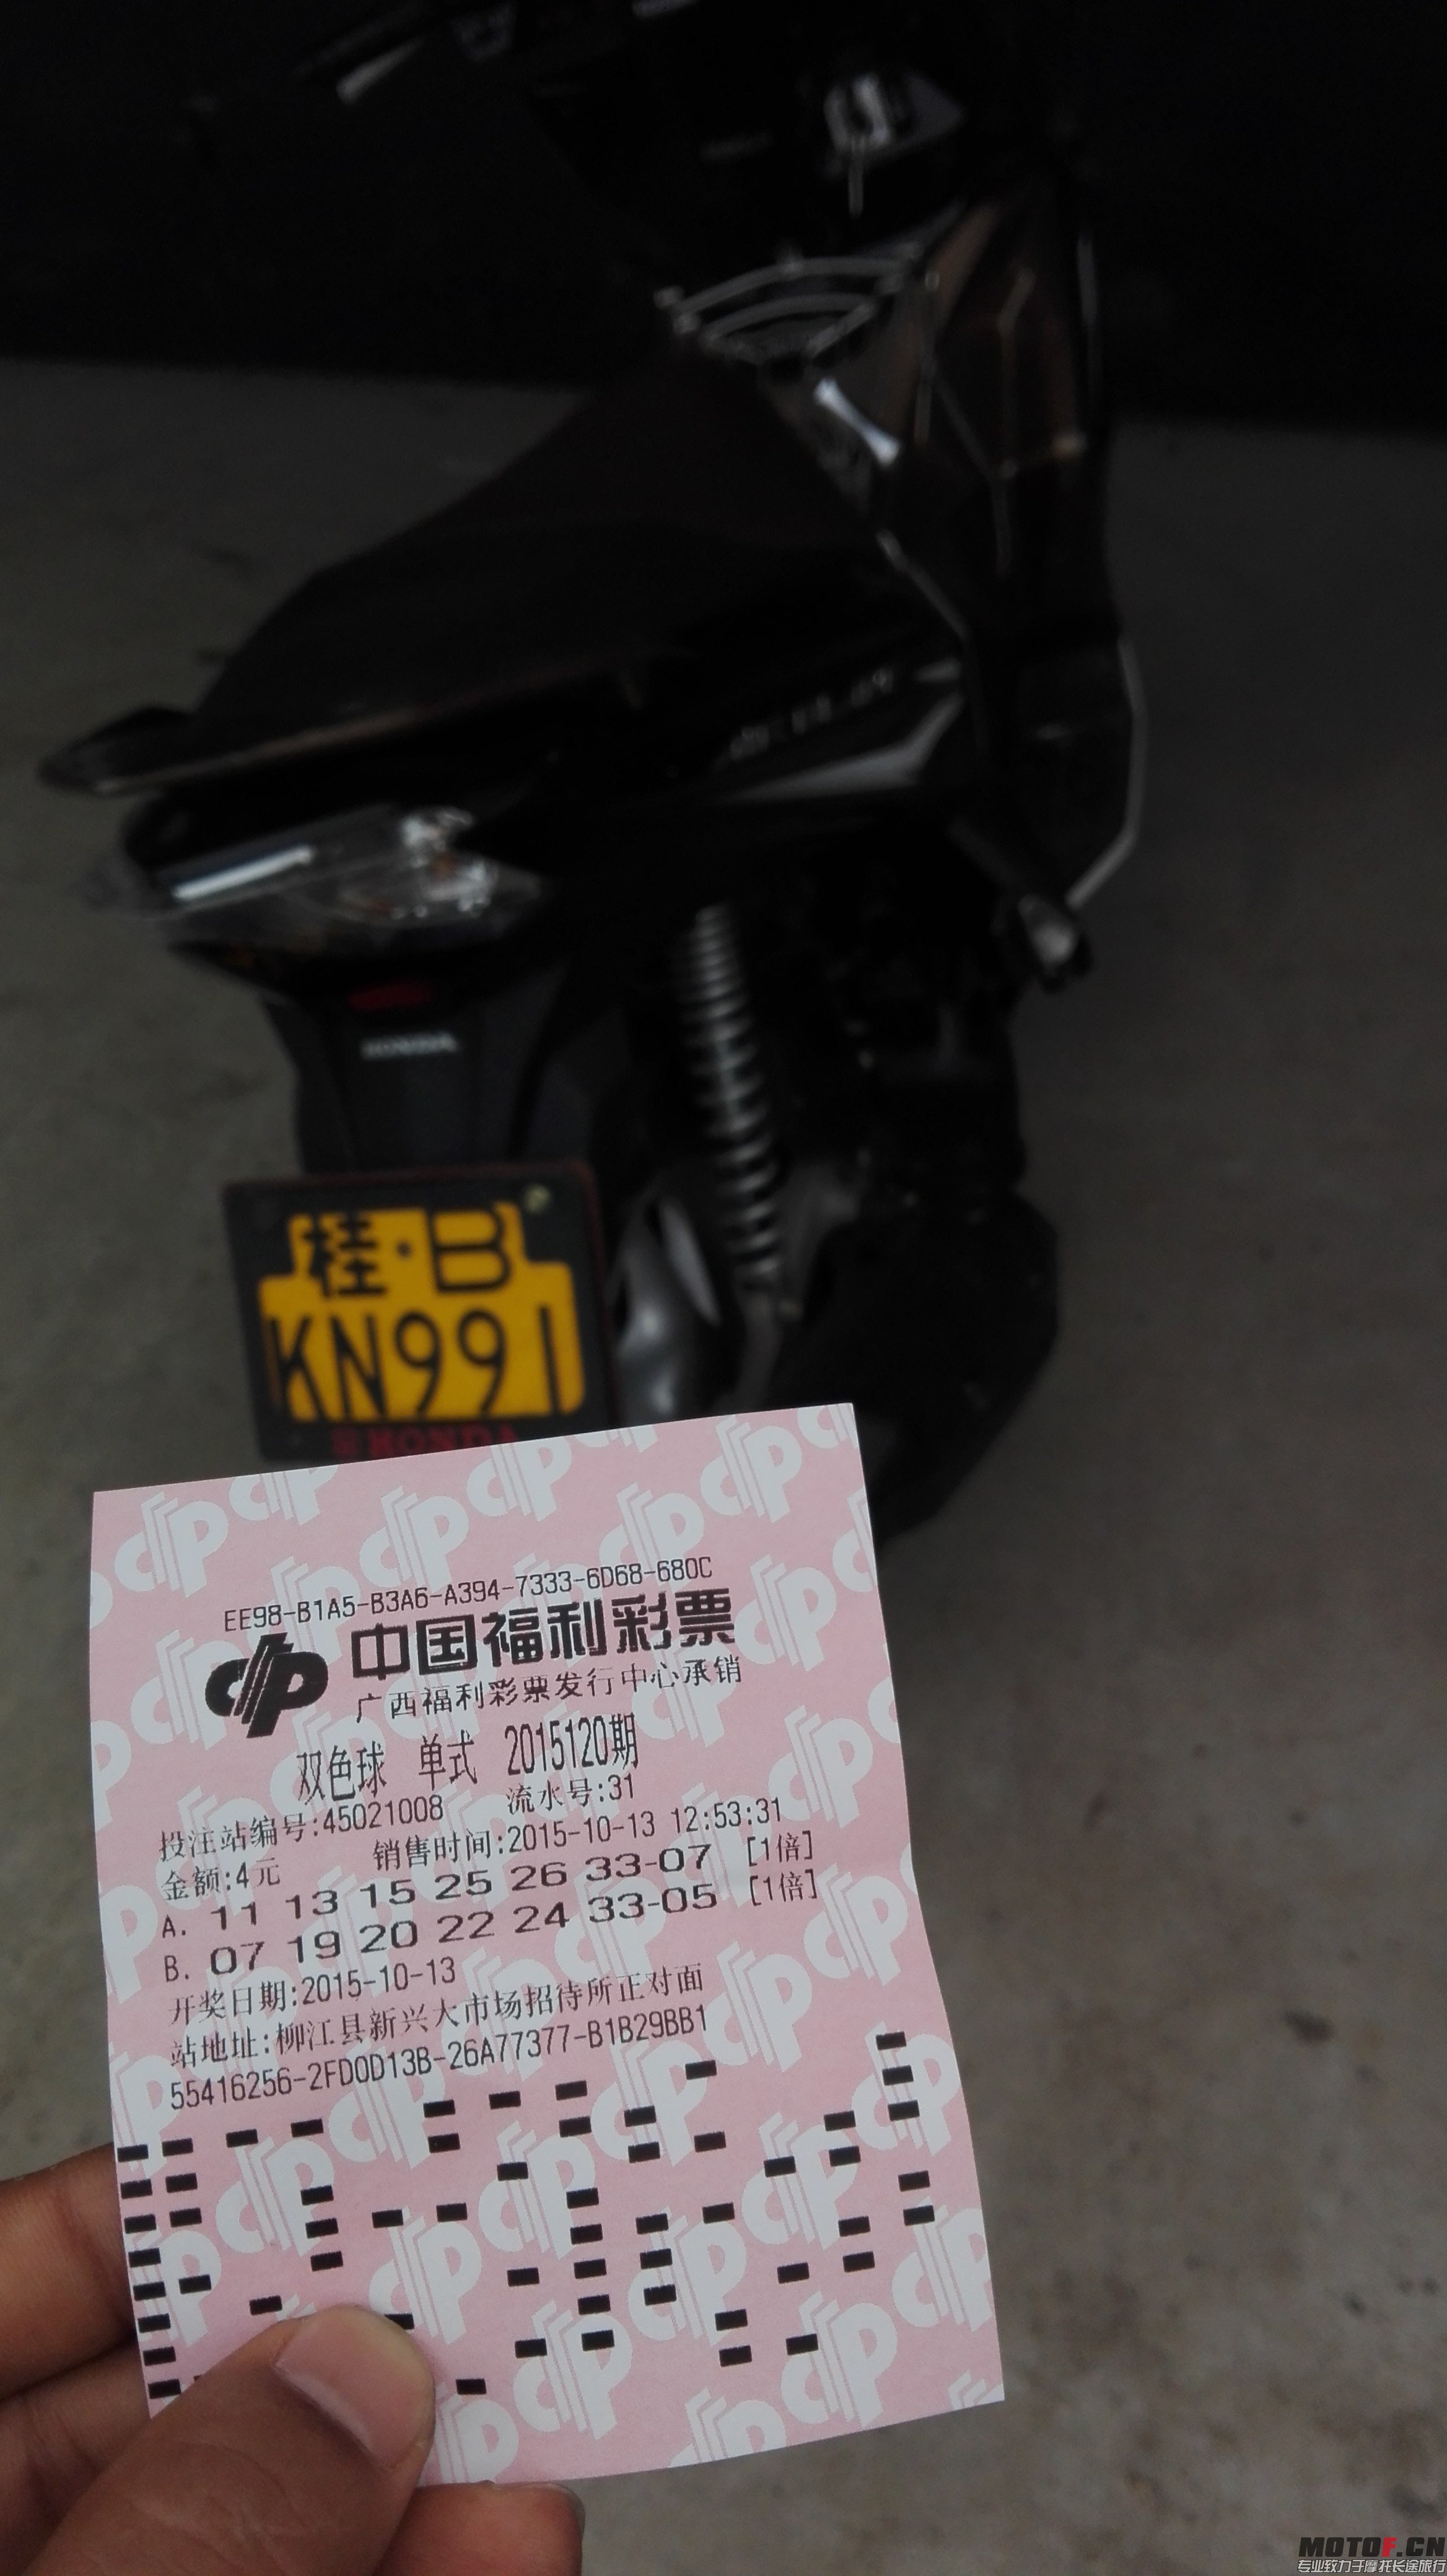 HONDA
桂·B
KN991
HONDA
EE98-B1A5-B3A6-A394-7333-6D68-680C
中国福利彩票
广西福利彩票发行中心承销
双色球 单式 2015120期
投注站编号:45021008 流水号:31
金额:4元 销售时间:2015-10-13 12:53:31
A. 11 13 15 25 26 33-07 [1倍]
B. 07 19 20 22 24 33-05 [1倍]
开奖日期:2015-10-13
站地址:柳江县新兴大市场招待所正对面
55416256-2FD0D13B-26A77377-B1B29BB1
MOTOF.CN
专业致力于摩托长途旅行